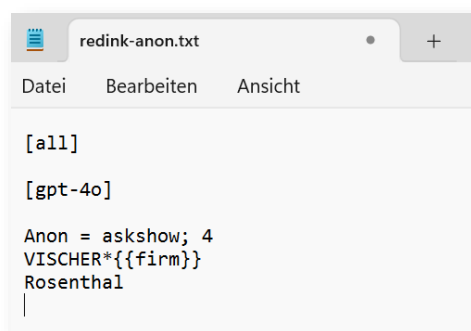 redink-anon.txt
Datei Bearbeiten Ansicht
[all]
[gpt-4o]
Anon = askshow; 4
VISCHER*{{firm}}
Rosenthal